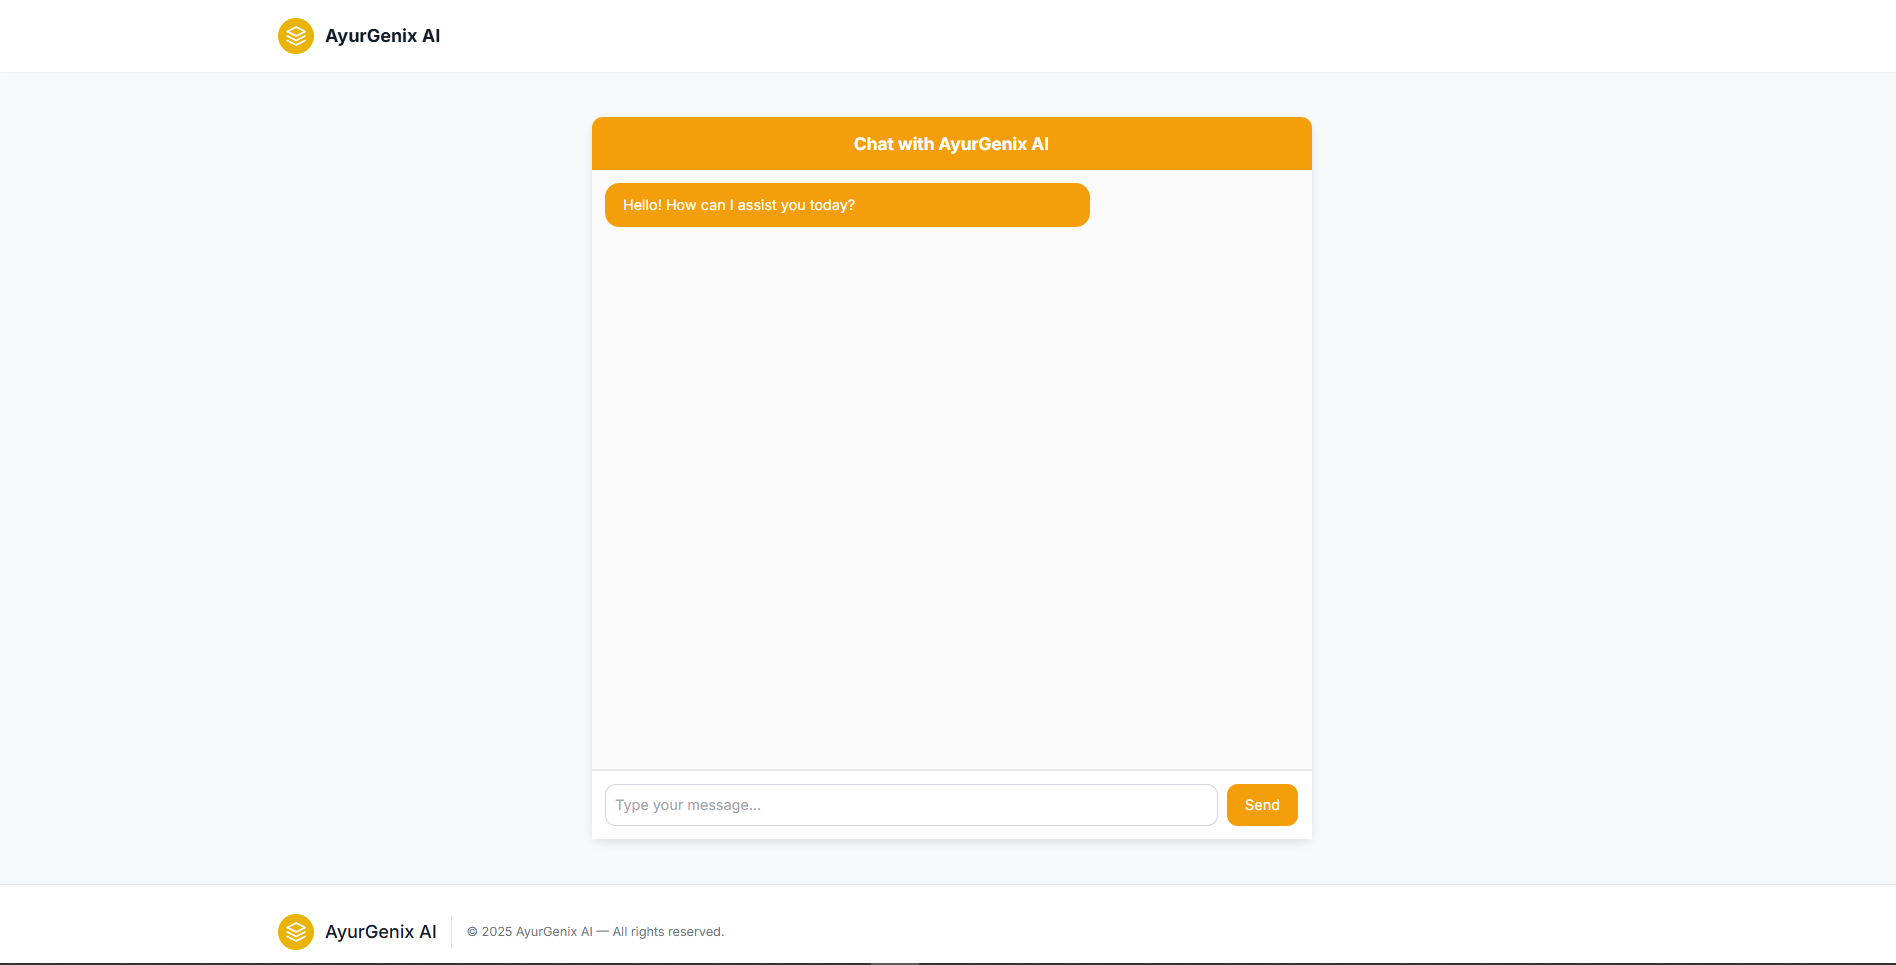 AyurGenix AI
Chat with AyurGenix AI
Hello! How can I assist you today?
Type your message...
Send
AyurGenix AI
© 2025 AyurGenix AI — All rights reserved.